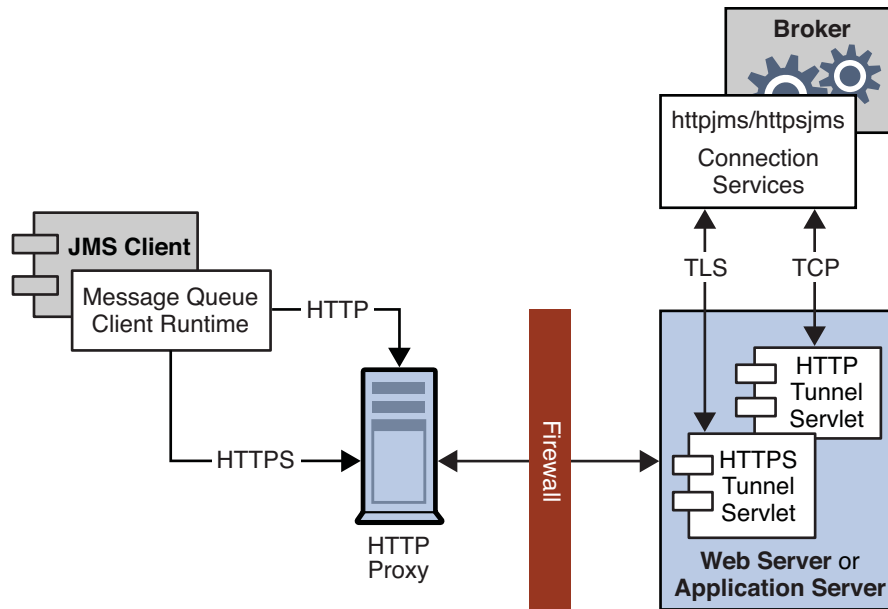 Broker
httpjms/httpsjms
Connection
Services
JMS Client
Message Queue
Client Runtime
HTTP
TLS
TCP
HTTP
Tunnel
Servlet
Firewall
HTTPS
HTTPS
Tunnel
Servlet
HTTP
Proxy
Web Server or
Application Server